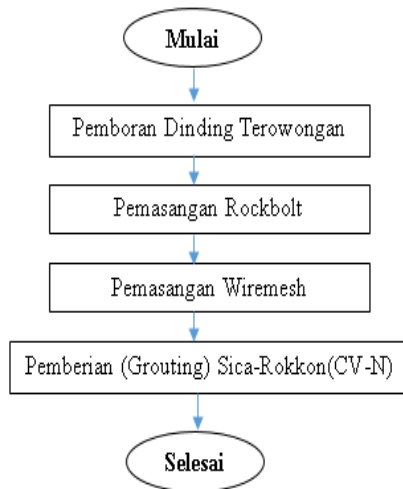 Mulai
Pemboran Dinding Terowongan
Pemasangan Rockbolt
Pemasangan Wiremesh
Pemberian (Grouting) Sica-Rokkon(CV-N)
Selesai